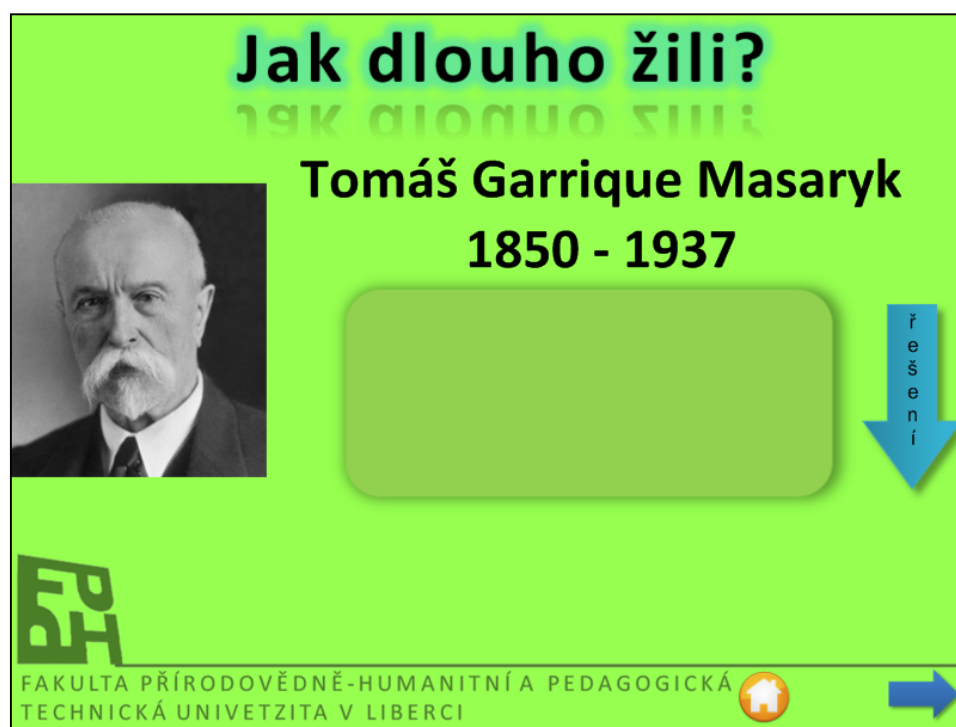 Jak dlouho žili?
Tomáš Garrique Masaryk
1850 - 1937
řešení
FAKULTA PŘÍRODOVĚDNĚ-HUMANITNÍ A PEDAGOGICKÁ
TECHNICKÁ UNIVETZITA V LIBERCI